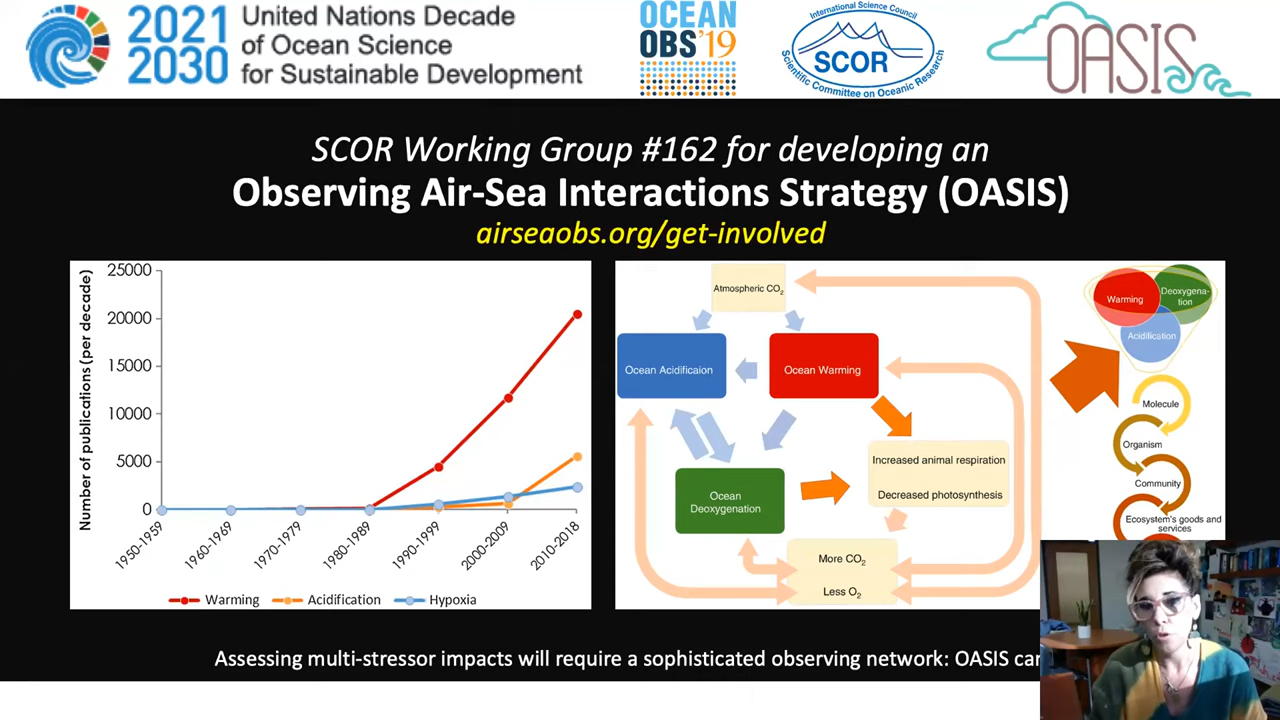 2021
2030
United Nations Decade
of Ocean Science
for Sustainable Development
OCEAN
OBS'19
International Science Council
SCOR
Scientific Committee on Oceanic Research
OASIS
SCOR Working Group #162 for developing an
Observing Air-Sea Interactions Strategy (OASIS)
airseaobs.org/get-involved
Number of publications (per decade)
25000
20000
15000
10000
5000
0
1950-1959
1960-1969
1970-1979
1980-1989
1990-1999
2000-2009
2010-2018
Warming
Acidification
Hypoxia
Atmospheric CO₂
Ocean Acidificaion
Ocean Warming
Ocean
Deoxygenation
Increased animal respiration
Decreased photosynthesis
More CO₂
Less O₂
Warming
Deoxygena-
tion
Acidification
Molecule
Organism
Community
Ecosystem's goods and
services
Assessing multi-stressor impacts will require a sophisticated observing network: OASIS